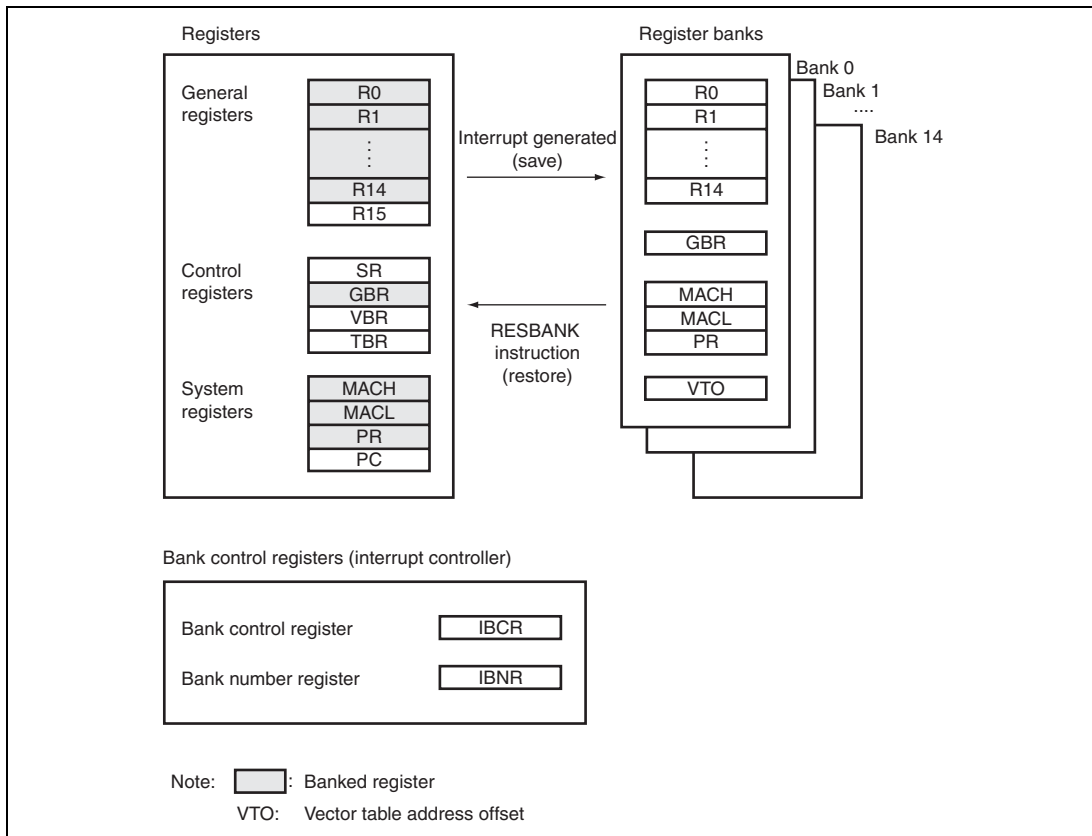 Registers
General
registers
R0
R1
⋮
R14
R15
Control
registers
SR
GBR
VBR
TBR
System
registers
MACH
MACL
PR
PC
Interrupt generated
(save)
RESBANK
instruction
(restore)
Register banks
Bank 0
Bank 1
....
Bank 14
R0
R1
⋮
R14
GBR
MACH
MACL
PR
VTO
Bank control registers (interrupt controller)
Bank control register IBCR
Bank number register IBNR
Note: : Banked register
VTO: Vector table address offset